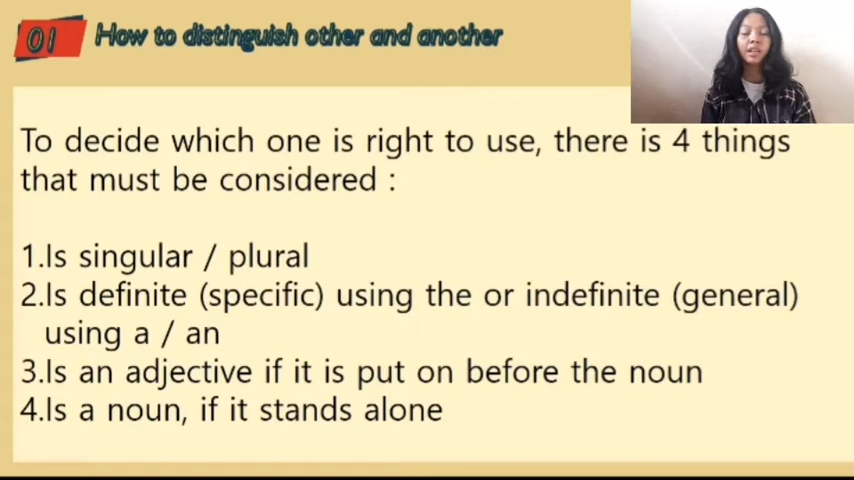 01 How to distinguish other and another
To decide which one is right to use, there is 4 things
that must be considered :
1.Is singular / plural
2.Is definite (specific) using the or indefinite (general)
using a / an
3.Is an adjective if it is put on before the noun
4.Is a noun, if it stands alone